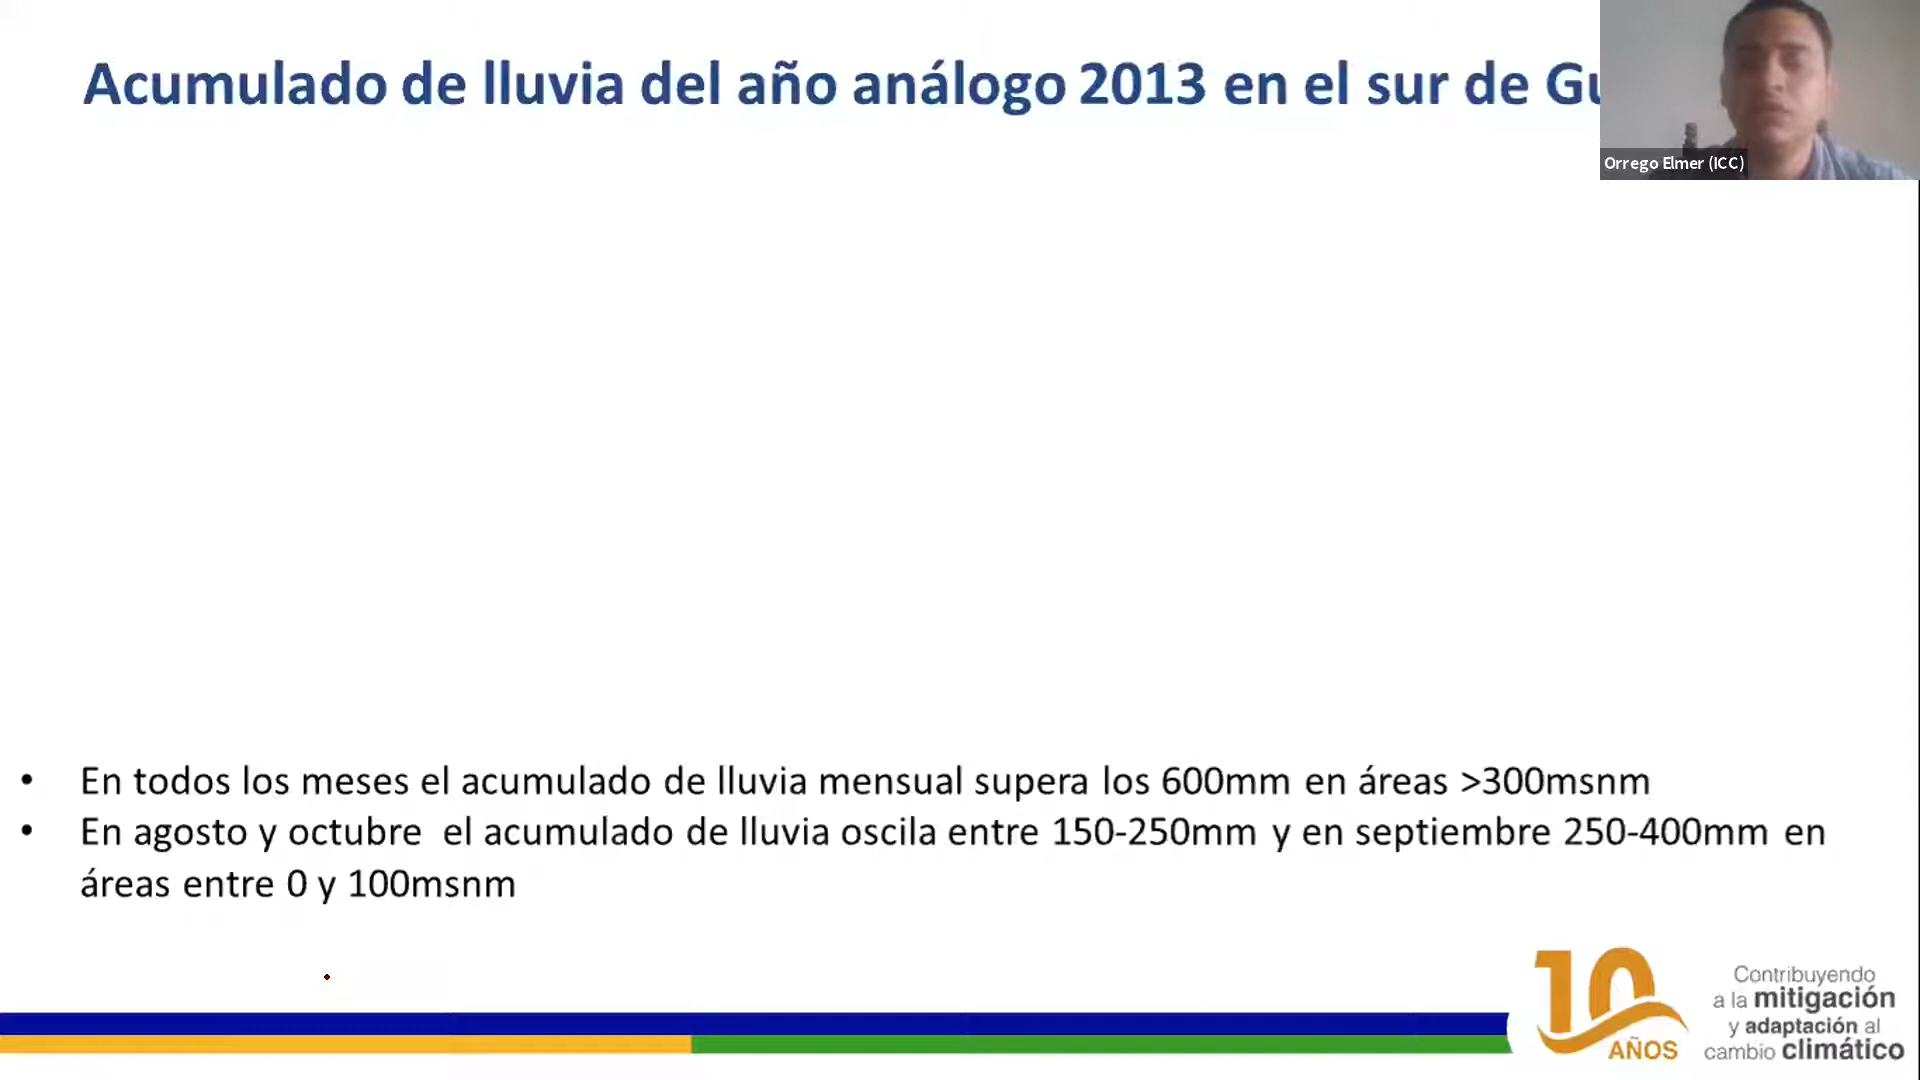 Acumulado de lluvia del año análogo 2013 en el sur de
Orrego Elmer (ICC)
• En todos los meses el acumulado de lluvia mensual supera los 600mm en áreas >300msnm
• En agosto y octubre el acumulado de lluvia oscila entre 150-250mm y en septiembre 250-400mm en
áreas entre 0 y 100msnm
10
AÑOS
Contribuyendo
a la mitigación
y adaptación al
cambio climático